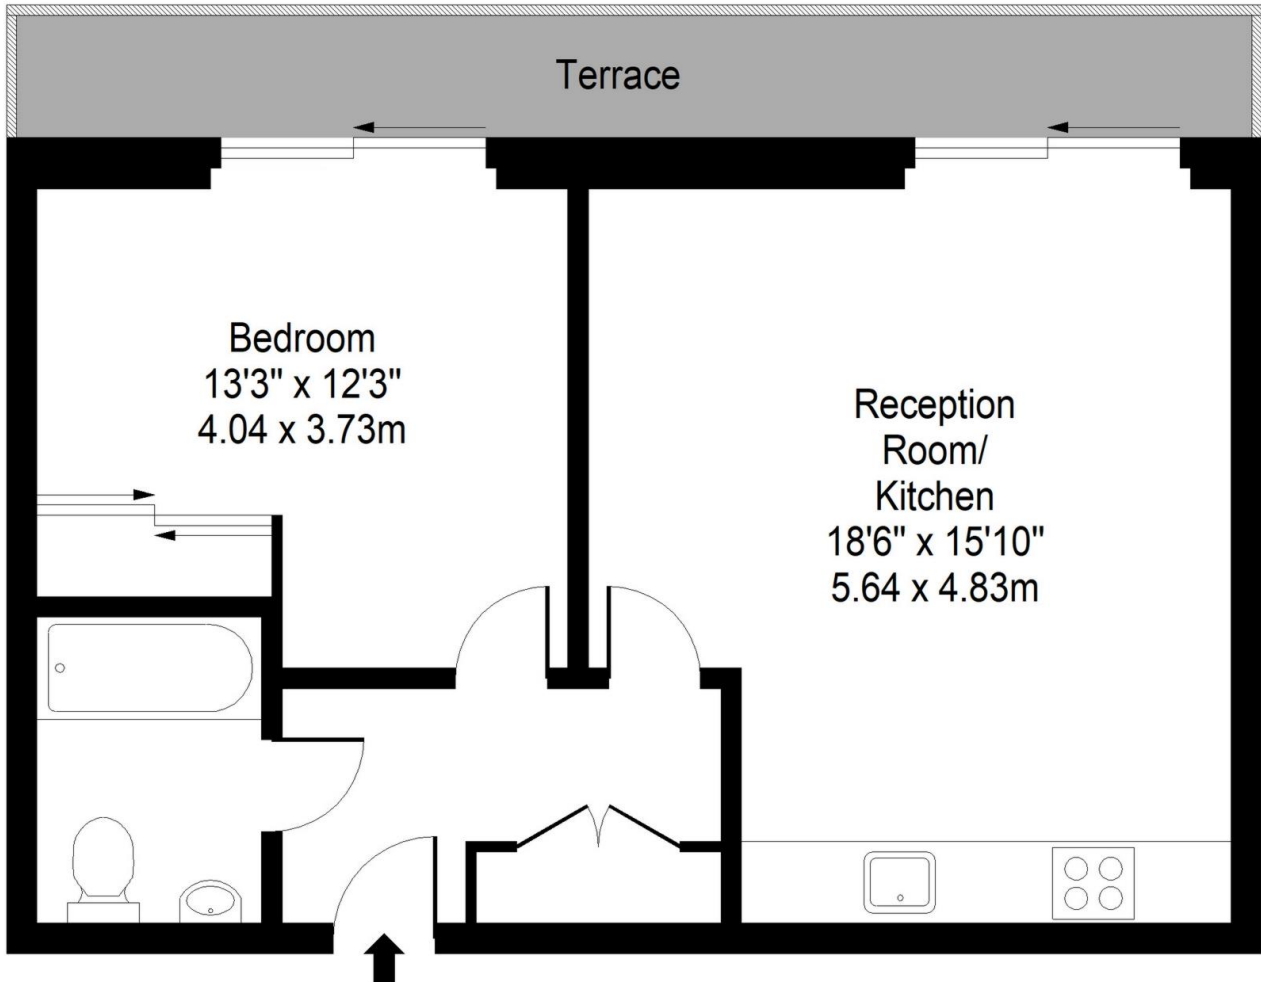 Terrace
Bedroom
13'3" x 12'3"
4.04 x 3.73m
Reception
Room/
Kitchen
18'6" x 15'10"
5.64 x 4.83m